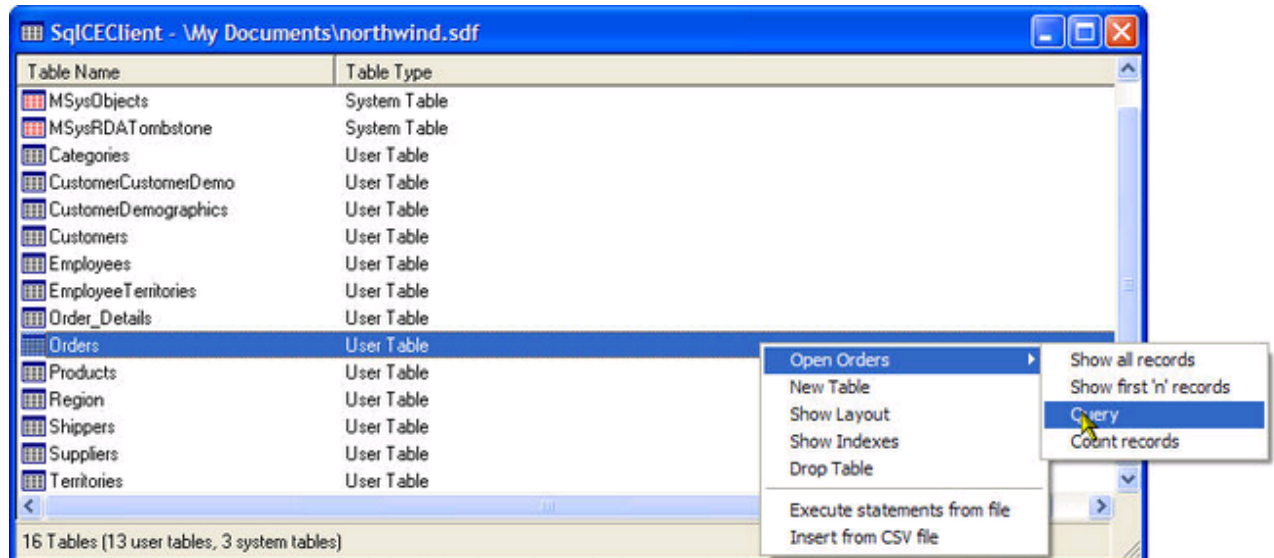 SqlCEClient - \My Documents\northwind.sdf
Table Name Table Type
MSysObjects System Table
MSysRDATombstone System Table
Categories User Table
CustomerCustomerDemo User Table
CustomerDemographics User Table
Customers User Table
Employees User Table
EmployeeTerritories User Table
Order_Details User Table
Orders User Table
Products User Table
Region User Table
Shippers User Table
Suppliers User Table
Territories User Table
Open Orders
New Table
Show Layout
Show Indexes
Drop Table
Execute statements from file
Insert from CSV file
Show all records
Show first 'n' records
Query
Count records
16 Tables (13 user tables, 3 system tables)